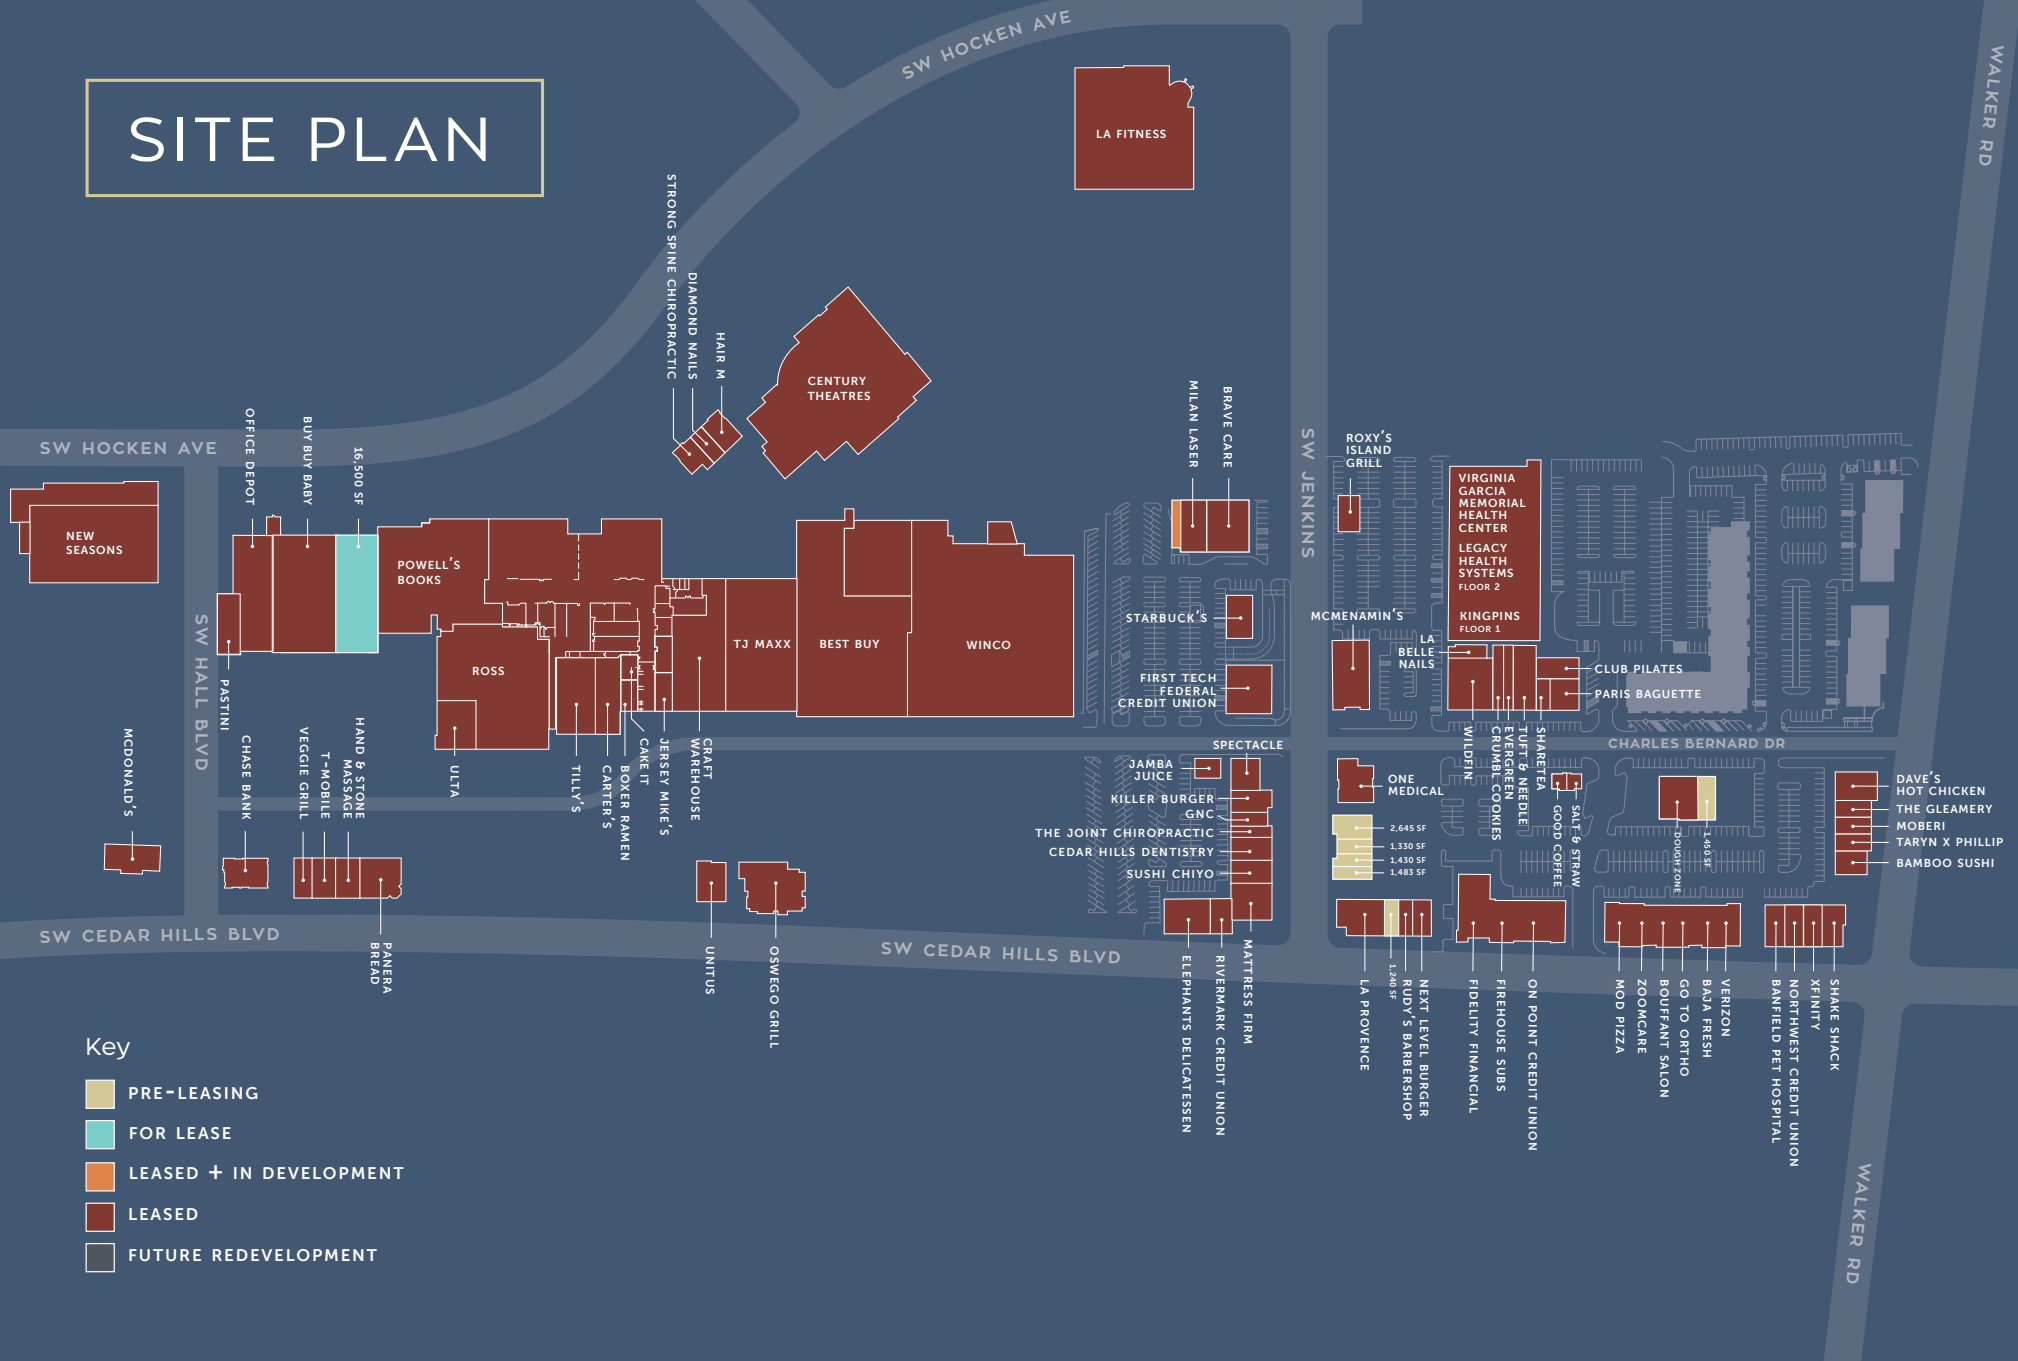 SITE PLAN
SW HOCKEN AVE
WALKER RD
LA FITNESS
STRONG SPINE CHIROPRACTIC
DIAMOND NAILS
HAIR M
CENTURY
THEATRES
SW HOCKEN AVE
OFFICE DEPOT
BUY BUY BABY
16,500 SF
MILAN LASER
BRAVE CARE
SW JENKINS
ROXY'S
ISLAND
GRILL
VIRGINIA
GARCIA
MEMORIAL
HEALTH
CENTER
LEGACY
HEALTH
SYSTEMS
FLOOR 2
KINGPINS
FLOOR 1
NEW
SEASONS
POWELL'S
BOOKS
ROSS
TJ MAXX
BEST BUY
WINCO
STARBUCK'S
FIRST TECH
FEDERAL
CREDIT UNION
MCMENAMIN'S
LA
BELLE
NAILS
CLUB PILATES
PARIS BAGUETTE
SW HALL BLVD
PASTINI
MCDONALD'S
CHASE BANK
VEGGIE GRILL
T-MOBILE
HAND & STONE
MASSAGE
ULTA
TILLY'S
CARTER'S
BOXER RAMEN
CAKE IT
JERSEY MIKE'S
CRAFT
WAREHOUSE
SPECTACLE
JAMBA
JUICE
KILLER BURGER
GNC
THE JOINT CHIROPRACTIC
CEDAR HILLS DENTISTRY
SUSHI CHIYO
WILDFIN
CRUMBL COOKIES
EVERGREEN
TUFT & NEEDLE
SHARETEA
CHARLES BERNARD DR
ONE
MEDICAL
2,645 SF
1,330 SF
1,430 SF
1,483 SF
GOOD COFFEE
SALT & STRAW
DOUGH ZONE
1,450 SF
DAVE'S
HOT CHICKEN
THE GLEAMERY
MOBERI
TARYN X PHILLIP
BAMBOO SUSHI
SW CEDAR HILLS BLVD
PANERA
BREAD
UNITUS
OSWEGO GRILL
SW CEDAR HILLS BLVD
ELEPHANTS DELICATESSEN
RIVERMARK CREDIT UNION
MATTRESS FIRM
LA PROVENCE
1,240 SF
RUDY'S BARBERSHOP
NEXT LEVEL BURGER
FIDELITY FINANCIAL
FIREHOUSE SUBS
ON POINT CREDIT UNION
MOD PIZZA
ZOOMCARE
BOUFFANT SALON
GO TO ORTHO
BAJA FRESH
VERIZON
BANFIELD PET HOSPITAL
NORTHWEST CREDIT UNION
XFINITY
SHAKE SHACK
WALKER RD
Key
PRE-LEASING
FOR LEASE
LEASED + IN DEVELOPMENT
LEASED
FUTURE REDEVELOPMENT